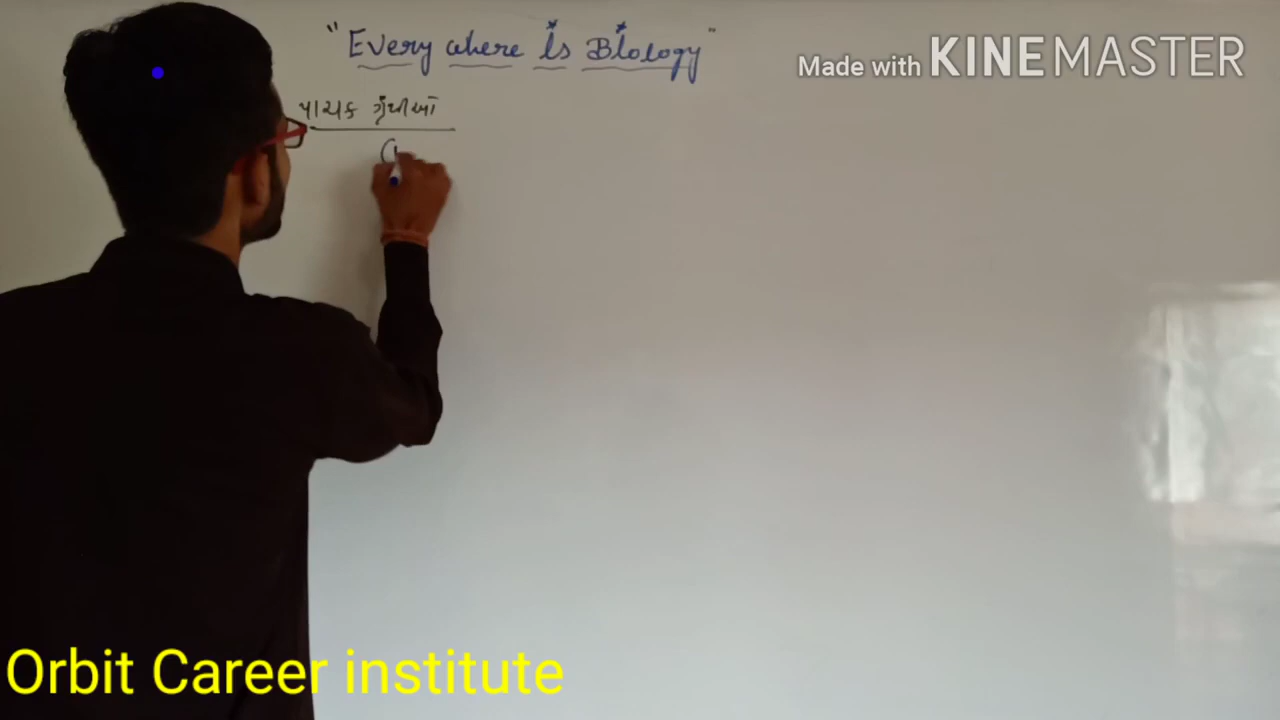 "Every where is Biology"
Made with KINEMASTER
પાચક ગ્રંથીઓ
Orbit Career institute